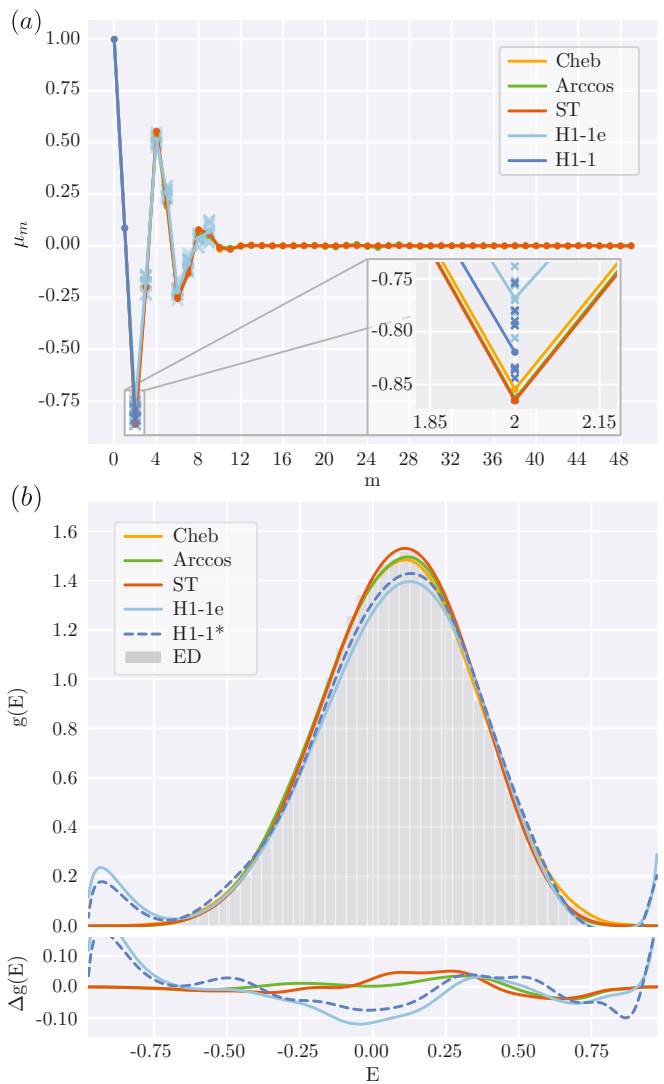 (a)
1.00
0.75
0.50
0.25
0.00
-0.25
-0.50
-0.75
μm
Cheb
Arccos
ST
H1-1e
H1-1
-0.75
-0.80
-0.85
1.85 2 2.15
0 4 8 12 16 20 24 28 32 36 40 44 48
m
(b)
1.6
1.4
1.2
1.0
0.8
0.6
0.4
0.2
0.0
g(E)
Cheb
Arccos
ST
H1-1e
H1-1*
ED
0.10
0.0
-0.10
Δg(E)
-0.75 -0.50 -0.25 0.00 0.25 0.50 0.75
E